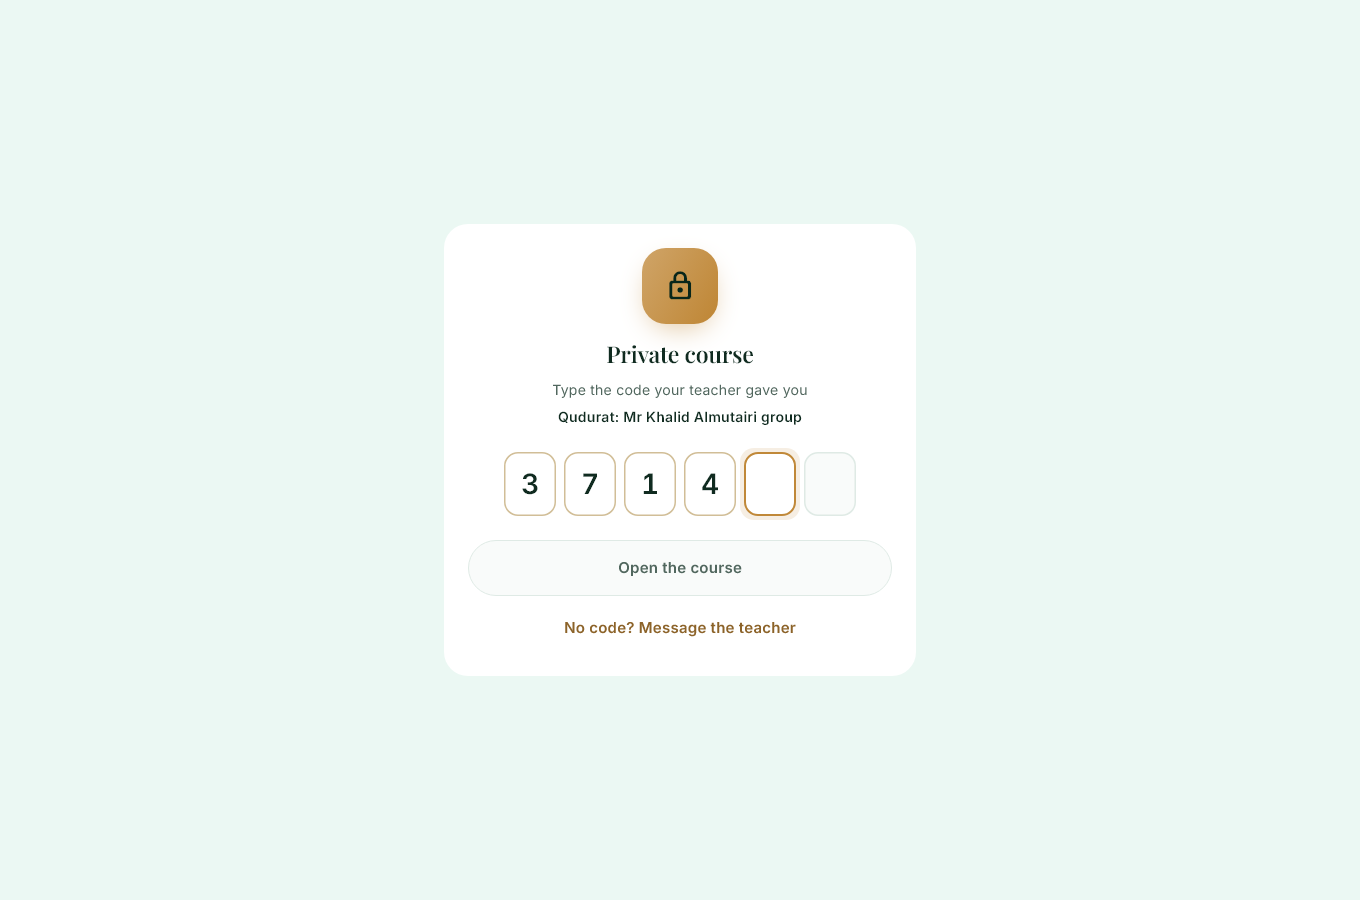 Private course
Type the code your teacher gave you
Qudurat: Mr Khalid Almutairi group
3 7 1 4
Open the course
No code? Message the teacher